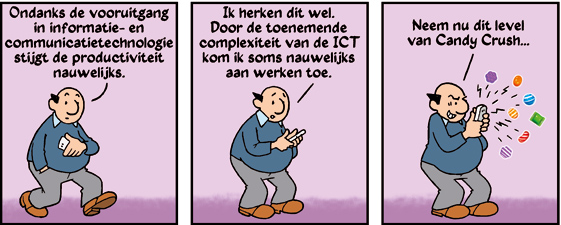 Ondanks de vooruitgang
in informatie- en
communicatietechnologie
stijgt de productiviteit
nauwelijks.
Ik herken dit wel.
Door de toenemende
complexiteit van de ICT
kom ik soms nauwelijks
aan werken toe.
Neem nu dit level
van Candy Crush...